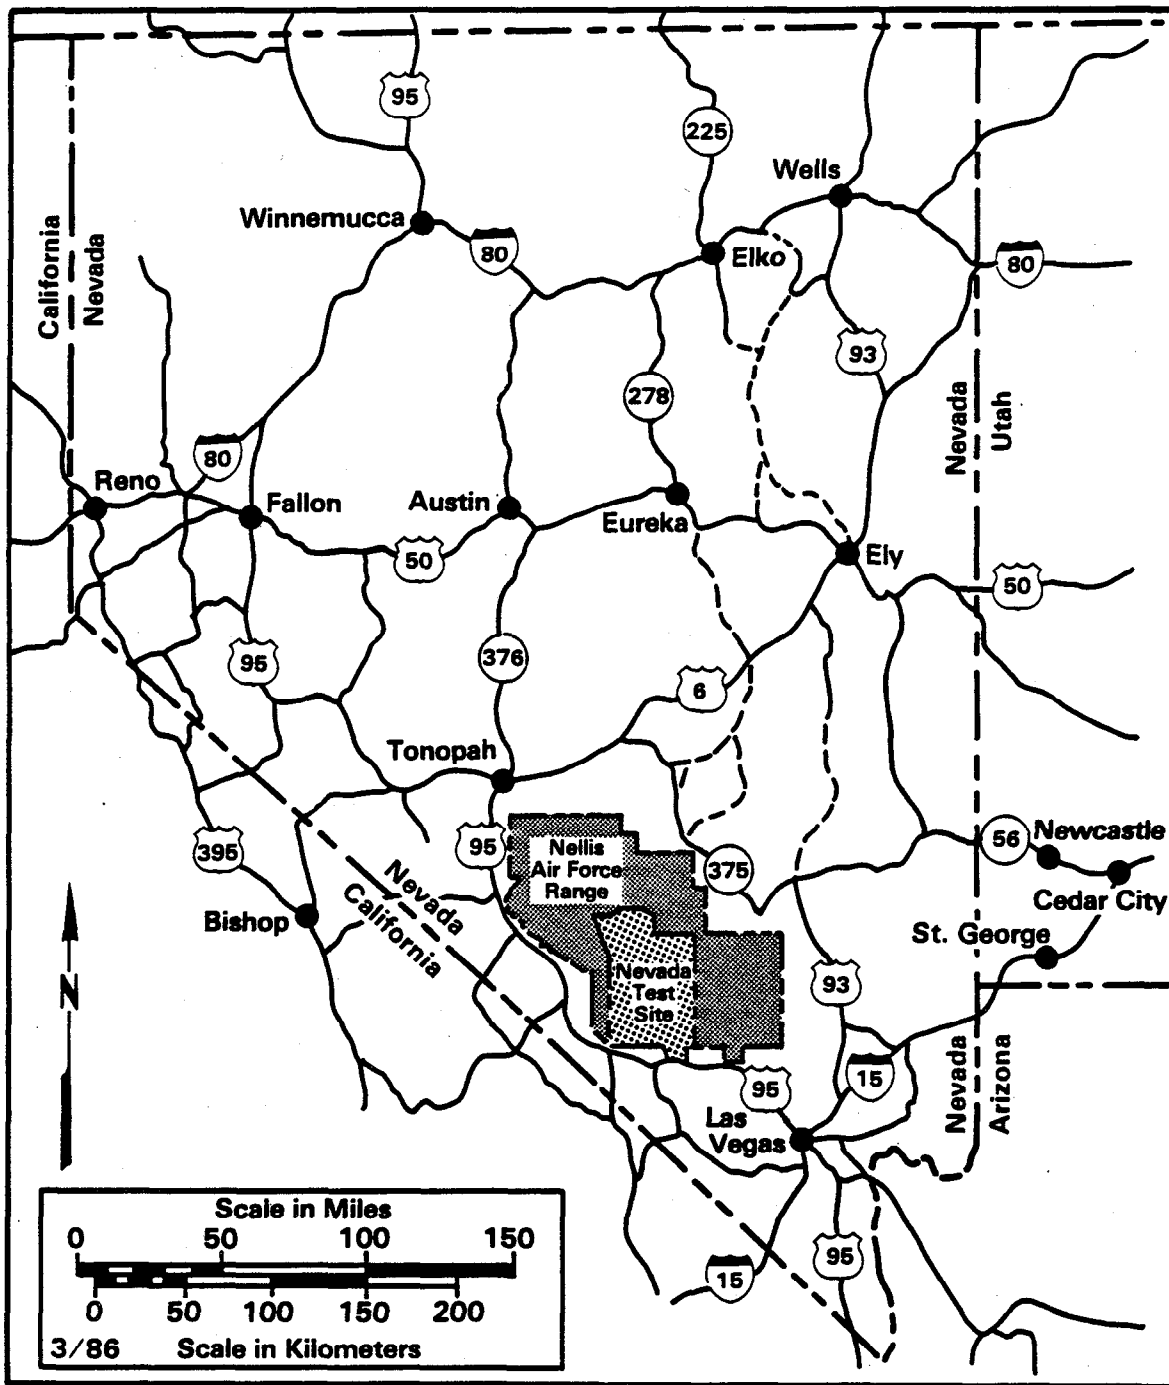 95
225
Wells
Winnemucca
80
Elko
80
California
Nevada
93
278
Nevada
Utah
80
Reno
Fallon
Austin
Eureka
50
Ely
50
95
376
6
Tonopah
95
395
Nellis
Air Force
Range
375
56
Newcastle
Cedar City
Nevada
California
Bishop
St. George
N
Nevada
Test
Site
93
Nevada
Arizona
95
15
Las
Vegas
95
15
Scale in Miles
0 50 100 150
0 50 100 150 200
3/86 Scale in Kilometers